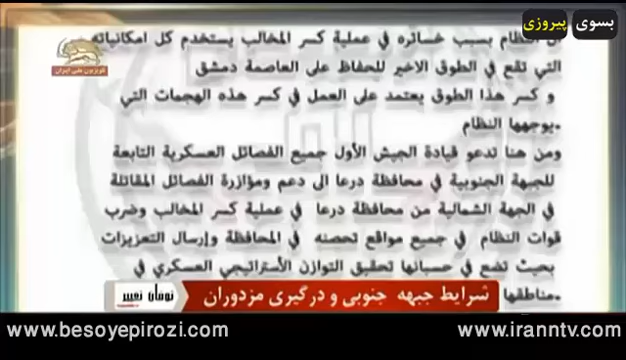 بسوی پیروزی
ان النظام بسبب خسائره في عملية كسر المخالب يستخدم كل امكانياته
التي تقع في الطوق الاخير للحفاظ على العاصمة دمشق
و كسر هذا الطوق يعتمد على العمل في كسر هذه الهجمات التي
يوجهها النظام.
ومن هنا تدعو قيادة الجيش الأول جميع الفصائل العسكرية التابعة
للجبهة الجنوبية في محافظة درعا الى دعم ومؤازرة الفصائل المقاتلة
في الجهة الشمالية من محافظة درعا في عملية كسر المخالب وضرب
قوات النظام في جميع مواقع تحصنه في المحافظة وإرسال التعزيزات
بحيث تضع في حسبانها تحقيق التوازن الأستراتيجي العسكري في
مناطقها.
شرایط جبهه جنوبی و درگیری مزدوران
توفان تغییر
www.besoyepirozi.com
www.iranntv.com